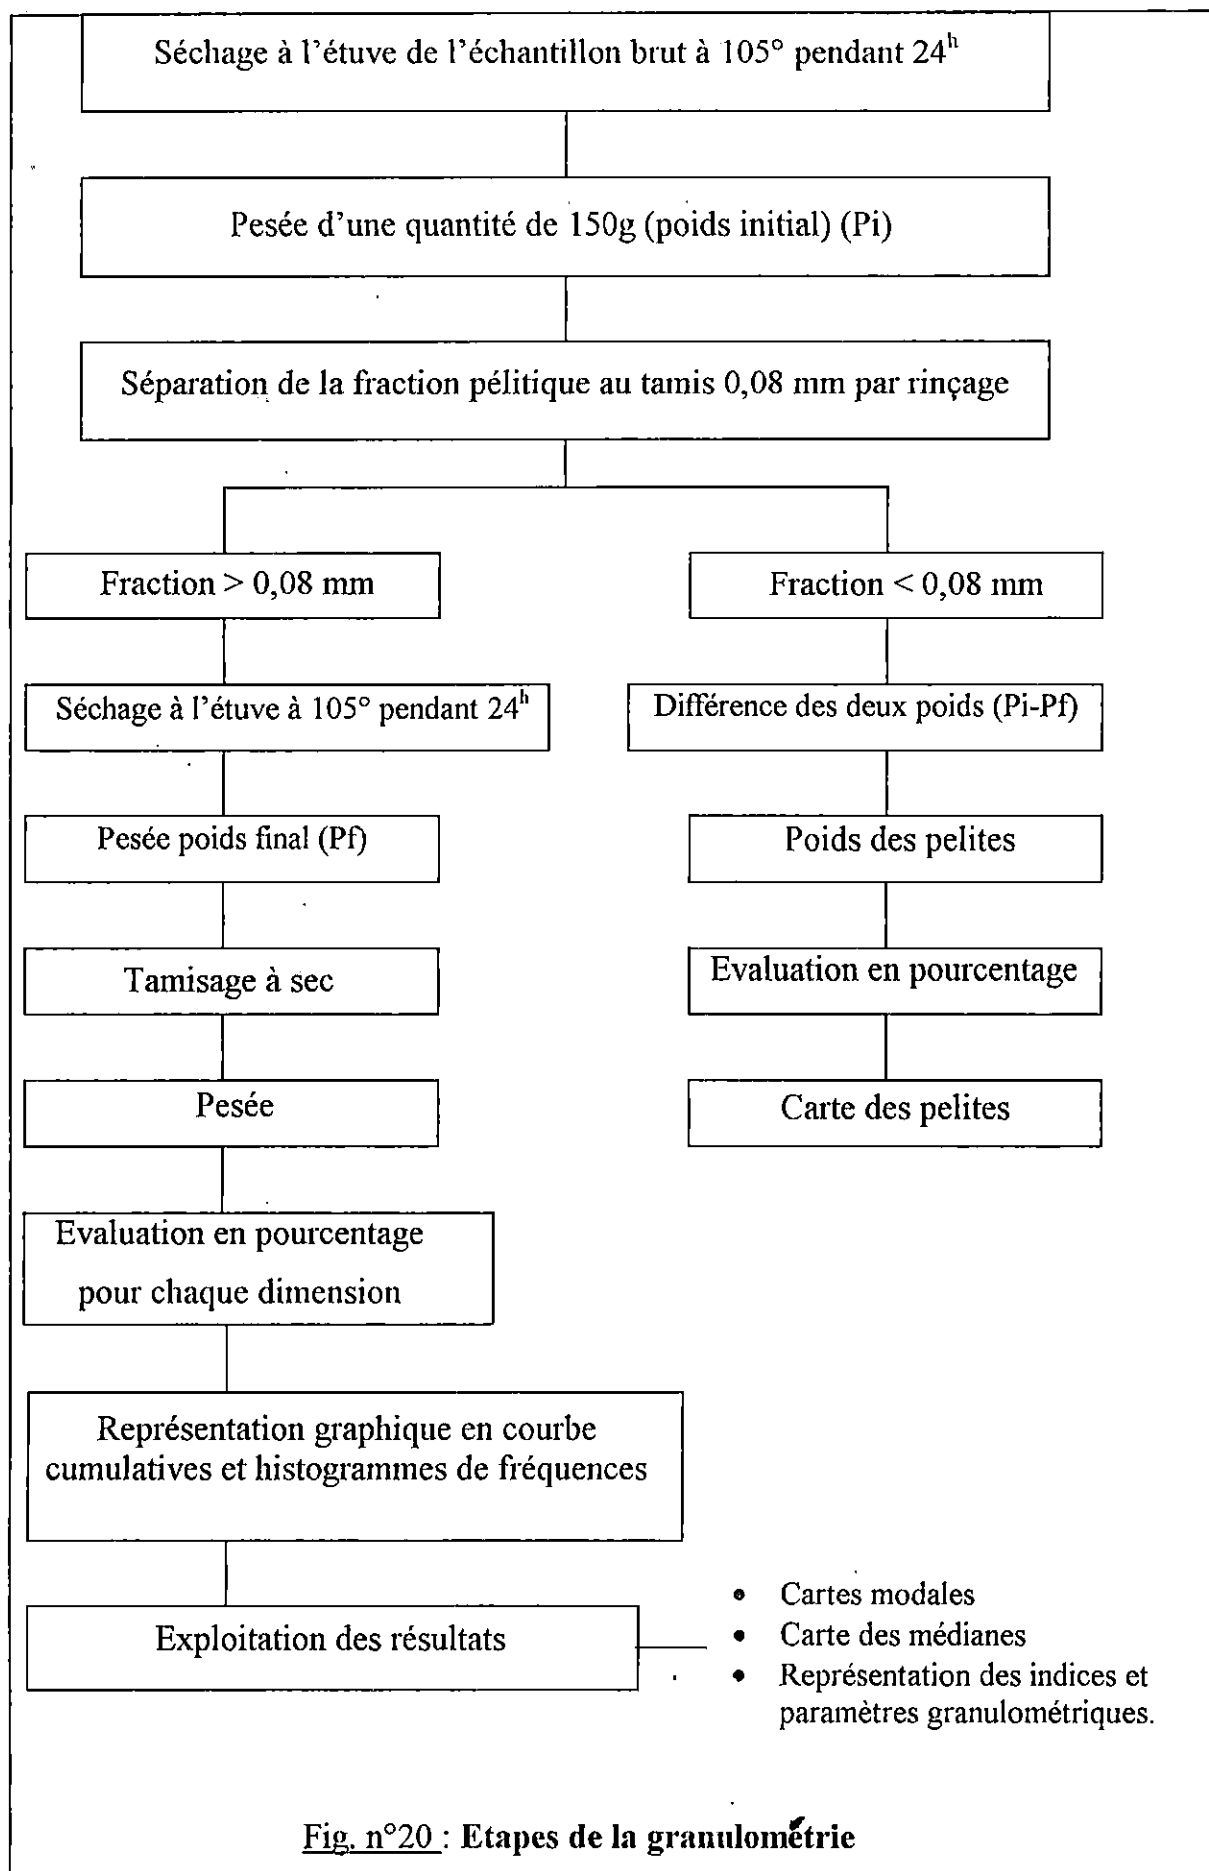 Séchage à l'étuve de l'échantillon brut à 105° pendant 24h
Pesée d'une quantité de 150g (poids initial) (Pi)
Séparation de la fraction pélitique au tamis 0,08 mm par rinçage
Fraction > 0,08 mm
Fraction < 0,08 mm
Séchage à l'étuve à 105° pendant 24h
Différence des deux poids (Pi-Pf)
Pesée poids final (Pf)
Poids des pelites
Tamisage à sec
Evaluation en pourcentage
Pesée
Carte des pelites
Evaluation en pourcentage
pour chaque dimension
Représentation graphique en courbe
cumulatives et histogrammes de fréquences
Exploitation des résultats
• Cartes modales
• Carte des médianes
• Représentation des indices et
paramètres granulométriques.
Fig. n°20 : Etapes de la granulométrie